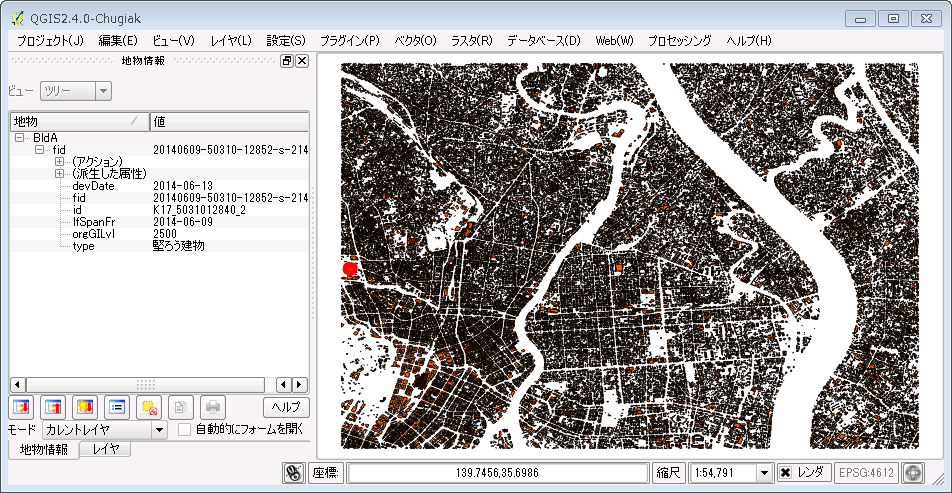 QGIS2.4.0-Chugiak
プロジェクト(J) 編集(E) ビュー(V) レイヤ(L) 設定(S) プラグイン(P) ベクタ(O) ラスタ(R) データベース(D) Web(W) プロセッシング ヘルプ(H)
地物情報
ビュー ツリー
地物 値
BldA
fid 20140609-50310-12852-s-214
(アクション)
(派生した属性)
devDate 2014-06-13
fid 20140609-50310-12852-s-214
id K17_5031012840_2
lfSpanFr 2014-06-09
orgGILvl 2500
type 堅ろう建物
ヘルプ
モード カレントレイヤ 自動的にフォームを開く
地物情報 レイヤ
座標: 139.7456,35.6986 縮尺 1:54,791 レンダ EPSG:4612